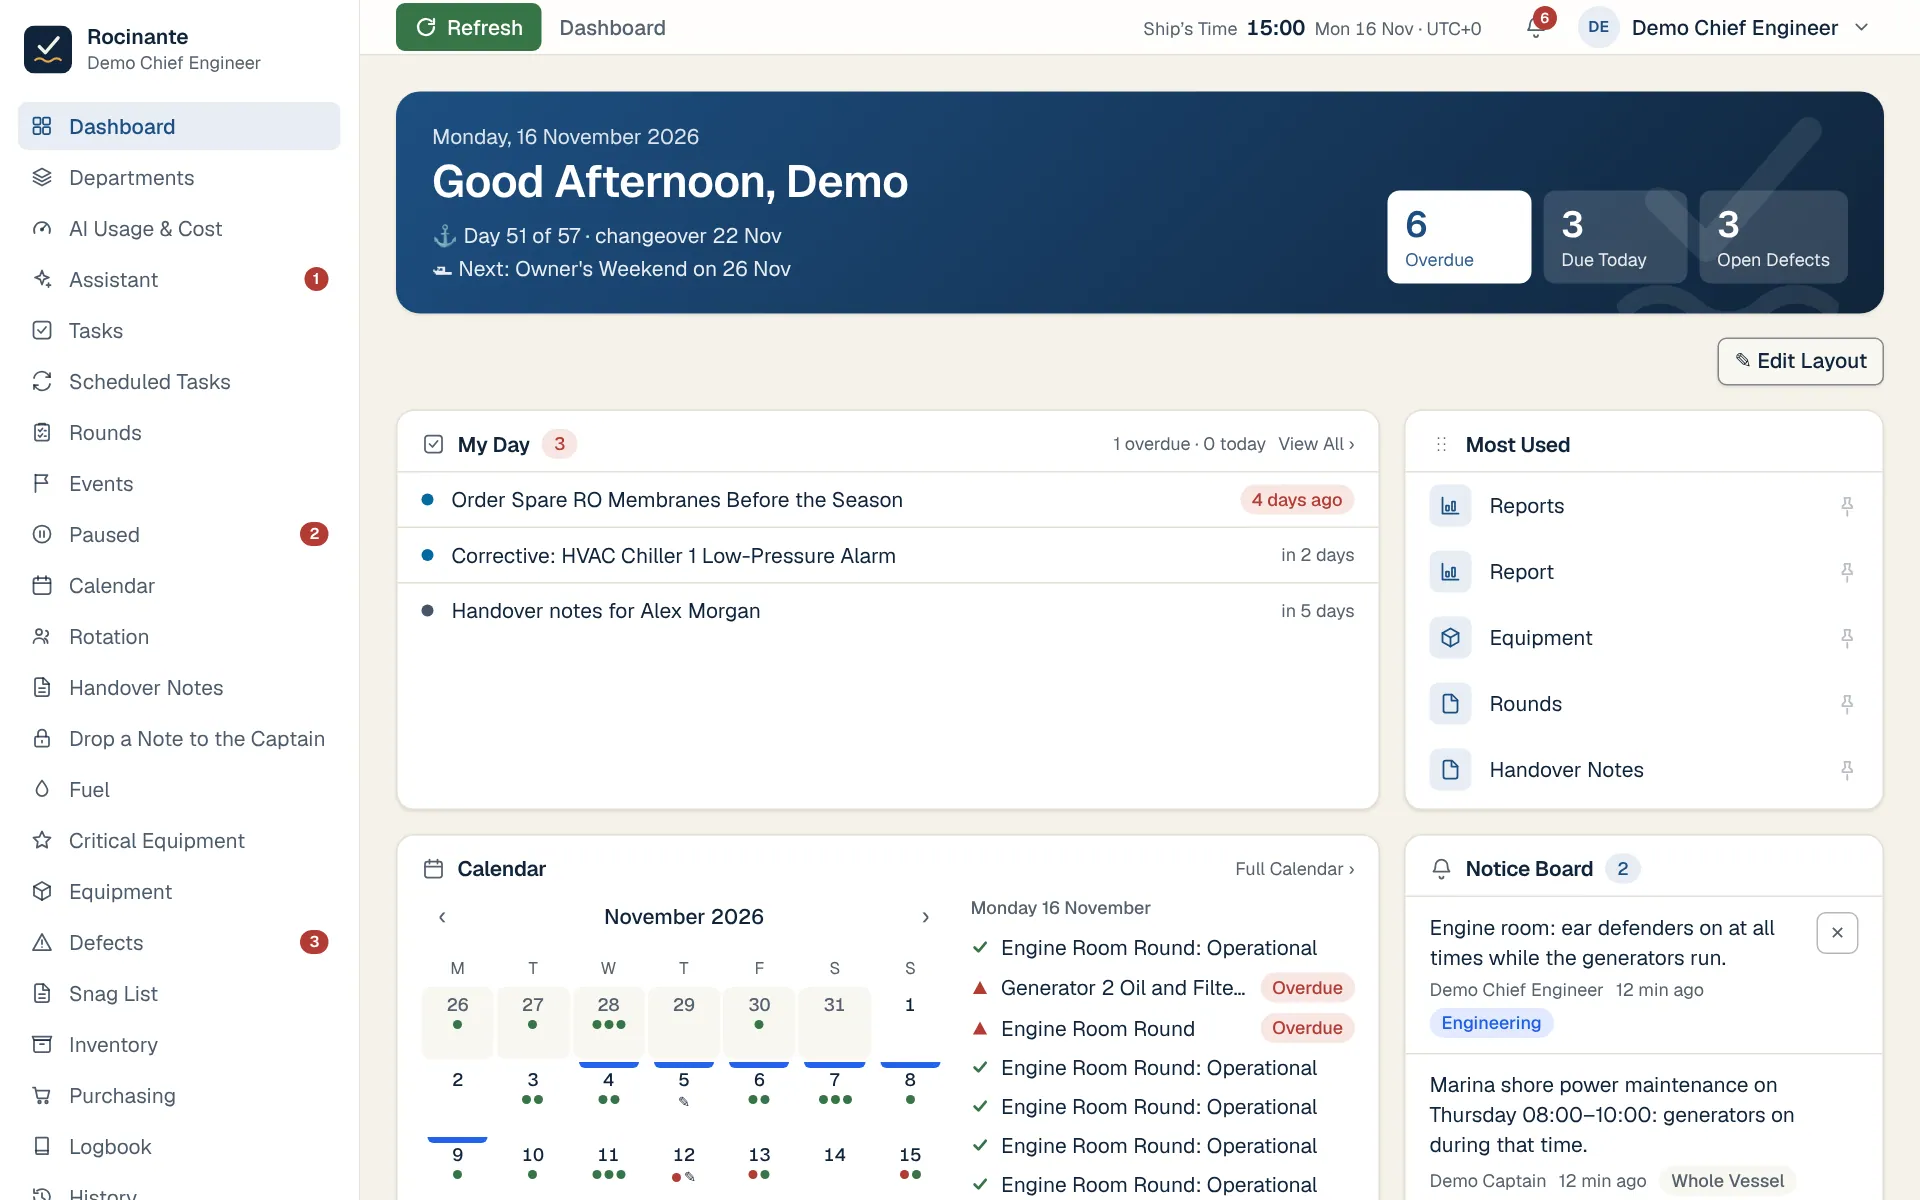 Rocinante
Demo Chief Engineer
Dashboard
Departments
AI Usage & Cost
Assistant
1
Tasks
Scheduled Tasks
Rounds
Events
Paused
2
Calendar
Rotation
Handover Notes
Drop a Note to the Captain
Fuel
Critical Equipment
Equipment
Defects
3
Snag List
Inventory
Purchasing
Logbook
History
Refresh
Dashboard
Ship's Time 15:00 Mon 16 Nov · UTC+0
6
DE
Demo Chief Engineer
Monday, 16 November 2026
Good Afternoon, Demo
Day 51 of 57 · changeover 22 Nov
Next: Owner's Weekend on 26 Nov
6
Overdue
3
Due Today
3
Open Defects
✎ Edit Layout
My Day 3
1 overdue · 0 today View All ›
Order Spare RO Membranes Before the Season
4 days ago
Corrective: HVAC Chiller 1 Low-Pressure Alarm
in 2 days
Handover notes for Alex Morgan
in 5 days
Most Used
Reports
Report
Equipment
Rounds
Handover Notes
Calendar
Full Calendar ›
‹ November 2026 ›
M T W T F S S
26 27 28 29 30 31 1
2 3 4 5 6 7 8
9 10 11 12 13 14 15
Monday 16 November
Engine Room Round: Operational
Generator 2 Oil and Filte... Overdue
Engine Room Round Overdue
Engine Room Round: Operational
Engine Room Round: Operational
Engine Room Round: Operational
Engine Room Round: Operational
Notice Board 2
Engine room: ear defenders on at all
times while the generators run.
Demo Chief Engineer 12 min ago
Engineering
Marina shore power maintenance on
Thursday 08:00–10:00: generators on
during that time.
Demo Captain 12 min ago Whole Vessel